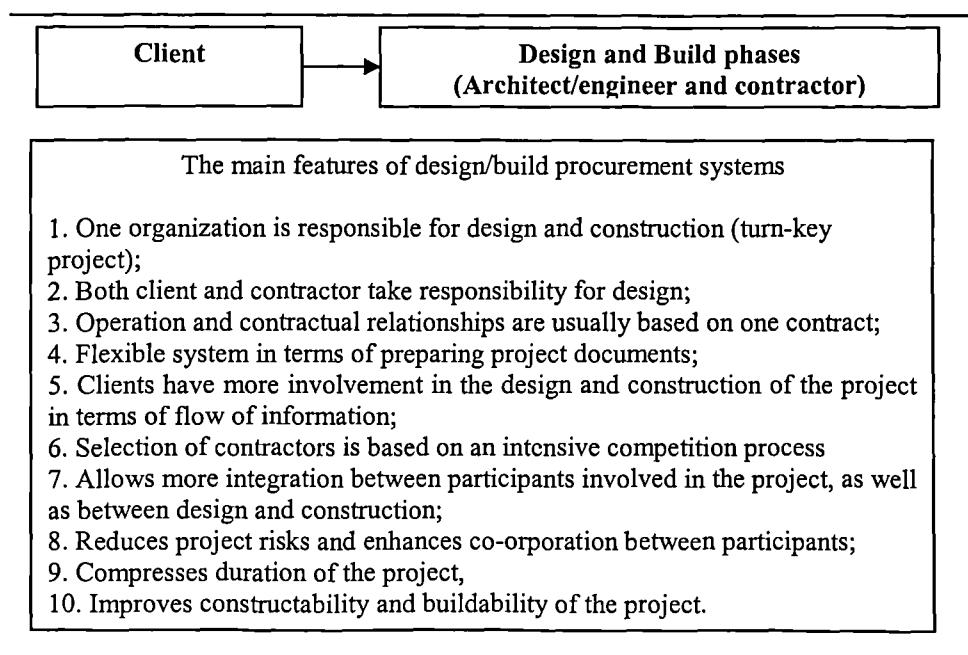 Client
Design and Build phases
(Architect/engineer and contractor)
The main features of design/build procurement systems
1. One organization is responsible for design and construction (turn-key
project);
2. Both client and contractor take responsibility for design;
3. Operation and contractual relationships are usually based on one contract;
4. Flexible system in terms of preparing project documents;
5. Clients have more involvement in the design and construction of the project
in terms of flow of information;
6. Selection of contractors is based on an intensive competition process
7. Allows more integration between participants involved in the project, as well
as between design and construction;
8. Reduces project risks and enhances co-orporation between participants;
9. Compresses duration of the project,
10. Improves constructability and buildability of the project.